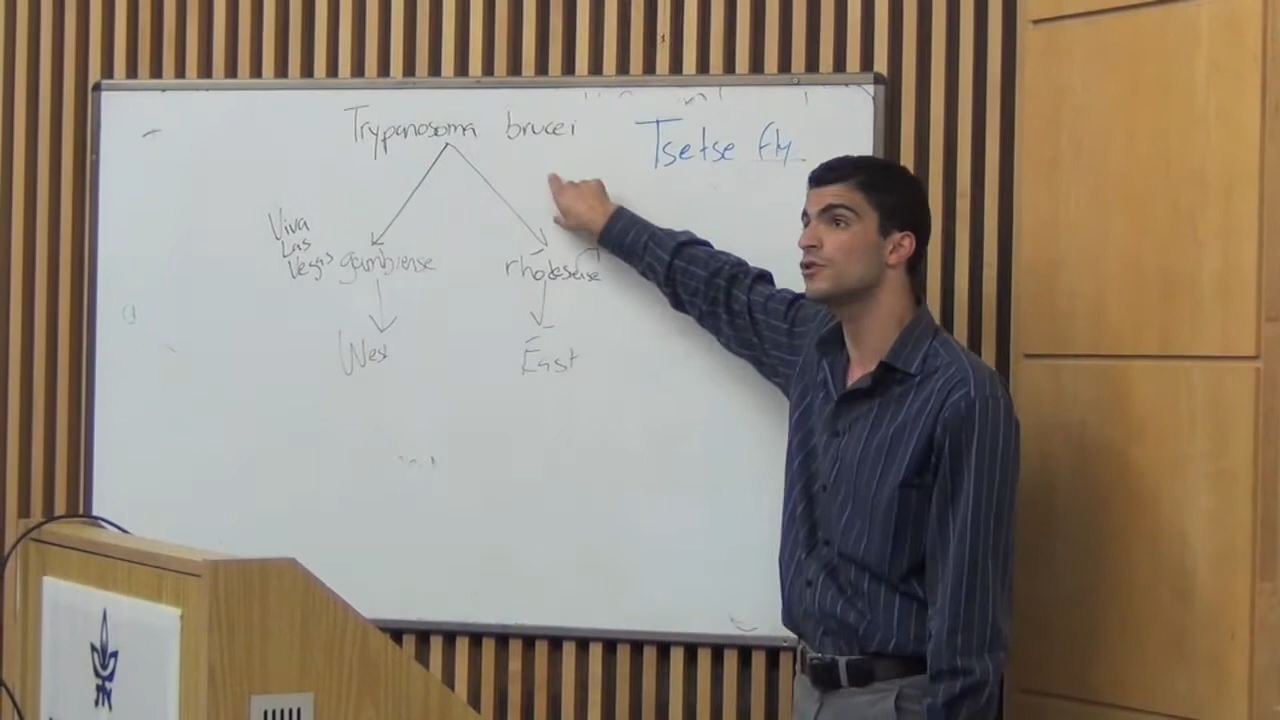 Trypanosoma brucei
Tsetse Fly
Viva
Las
Vegas gambiense
rhodesiense
West
East